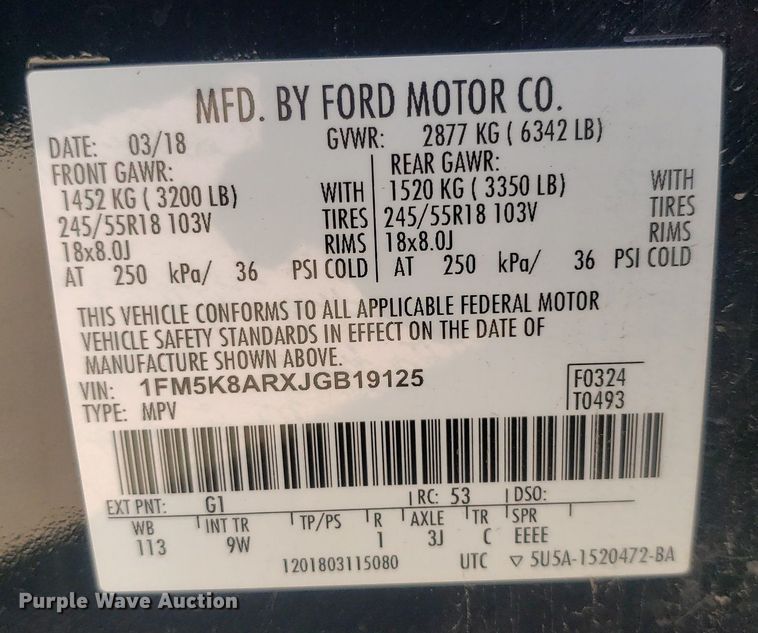 MFD. BY FORD MOTOR CO.
DATE: 03/18 GVWR: 2877 KG ( 6342 LB)
FRONT GAWR: REAR GAWR:
1452 KG ( 3200 LB) WITH 1520 KG ( 3350 LB) WITH
245/55R18 103V TIRES 245/55R18 103V TIRES
18x8.0J RIMS 18x8.0J RIMS
AT 250 kPa/ 36 PSI COLD AT 250 kPa/ 36 PSI COLD
THIS VEHICLE CONFORMS TO ALL APPLICABLE FEDERAL MOTOR
VEHICLE SAFETY STANDARDS IN EFFECT ON THE DATE OF
MANUFACTURE SHOWN ABOVE.
VIN: 1FM5K8ARXJGB19125 F0324
TYPE: MPV T0493
EXT PNT: G1 RC: 53 DSO:
WB INT TR TP/PS R AXLE TR SPR
113 9W 1 3J C EEEE
1201803115080 UTC ▽ 5U5A-1520472-BA
Purple Wave Auction